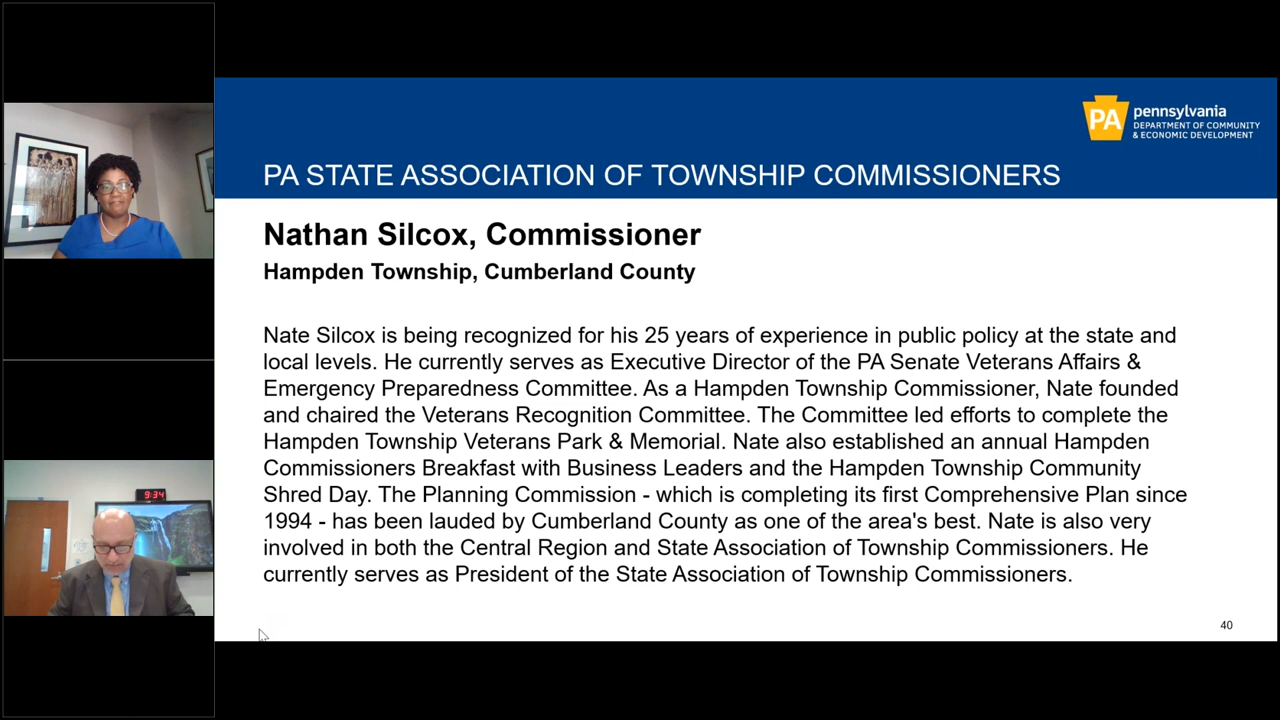 PA
pennsylvania
DEPARTMENT OF COMMUNITY
& ECONOMIC DEVELOPMENT
PA STATE ASSOCIATION OF TOWNSHIP COMMISSIONERS
Nathan Silcox, Commissioner
Hampden Township, Cumberland County
Nate Silcox is being recognized for his 25 years of experience in public policy at the state and
local levels. He currently serves as Executive Director of the PA Senate Veterans Affairs &
Emergency Preparedness Committee. As a Hampden Township Commissioner, Nate founded
and chaired the Veterans Recognition Committee. The Committee led efforts to complete the
Hampden Township Veterans Park & Memorial. Nate also established an annual Hampden
Commissioners Breakfast with Business Leaders and the Hampden Township Community
Shred Day. The Planning Commission - which is completing its first Comprehensive Plan since
1994 - has been lauded by Cumberland County as one of the area's best. Nate is also very
involved in both the Central Region and State Association of Township Commissioners. He
currently serves as President of the State Association of Township Commissioners.
40
9:34